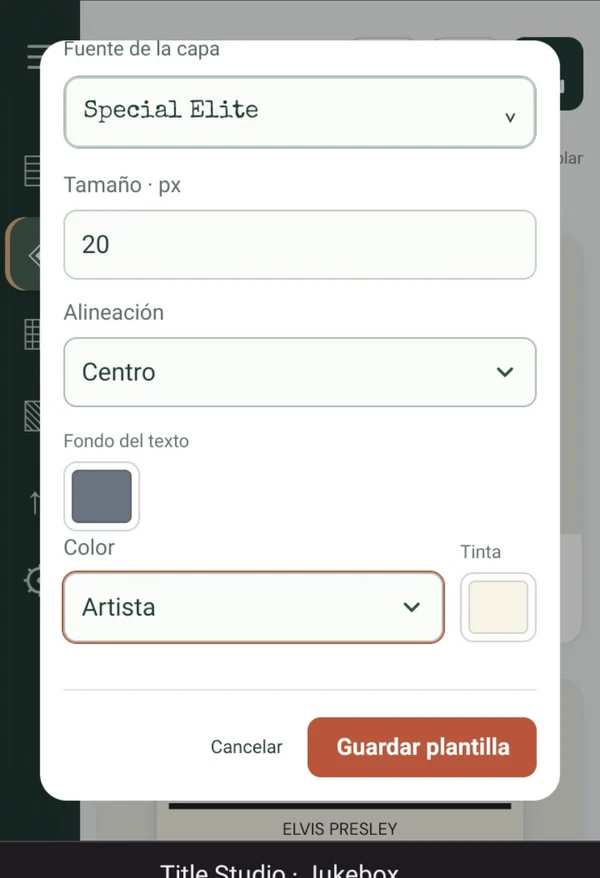 Fuente de la capa
Special Elite
Tamaño · px
20
Alineación
Centro
Fondo del texto
Color
Tinta
Artista
Cancelar
Guardar plantilla
ELVIS PRESLEY
Title Studio · Jukebox